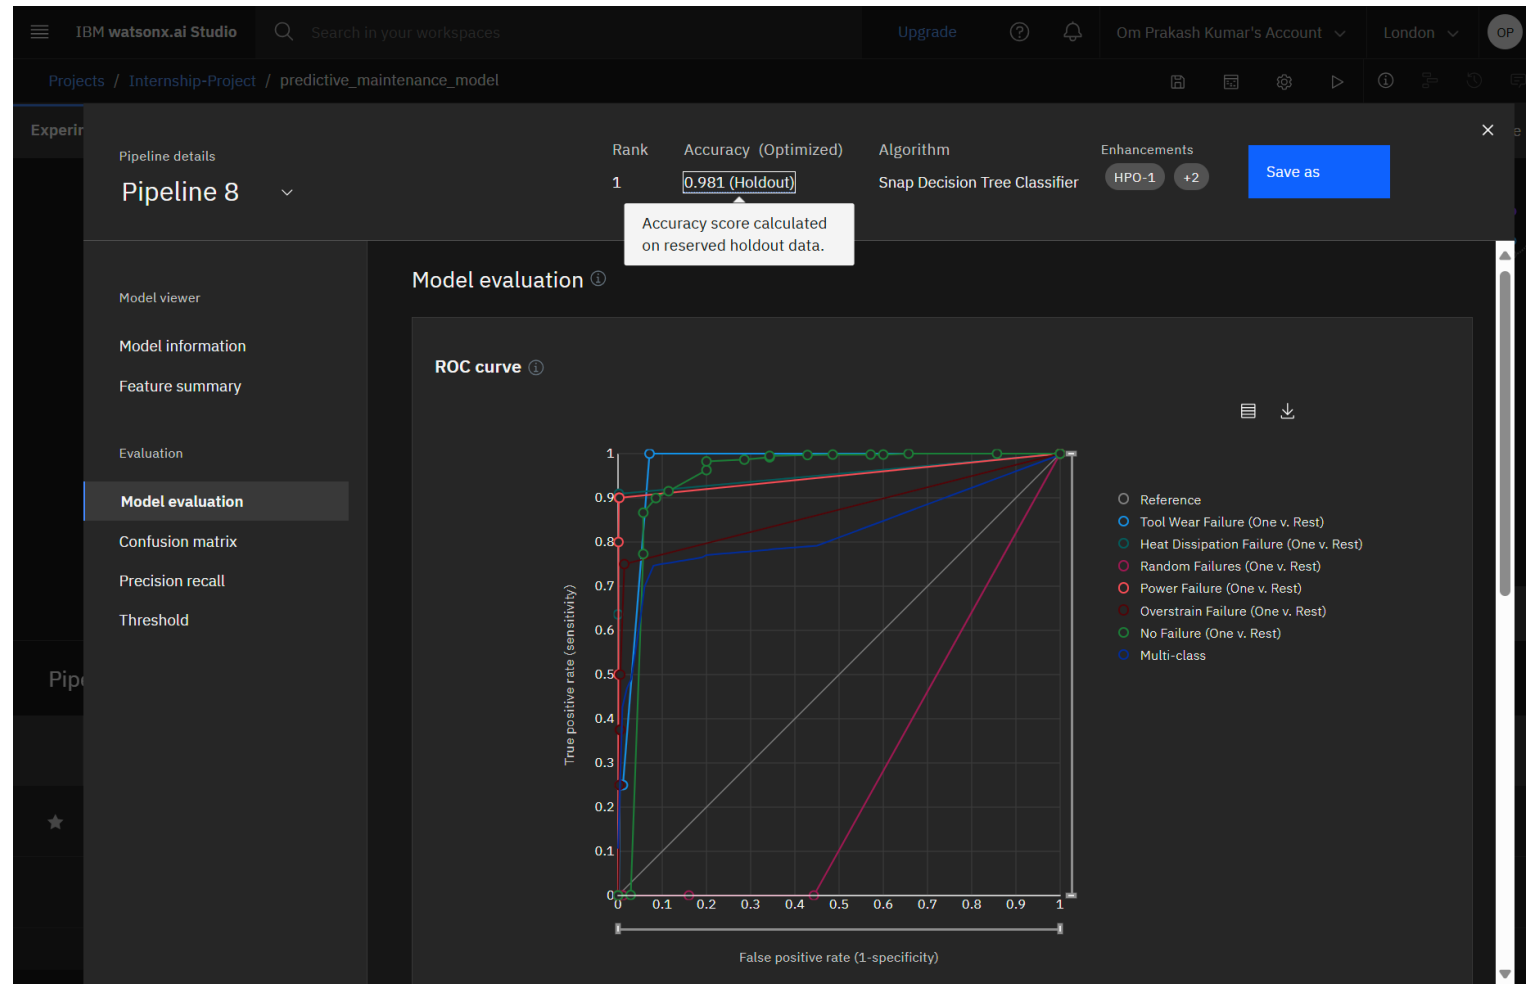 IBM watsonx.ai Studio
Search in your workspaces
Upgrade
Om Prakash Kumar's Account
London
OP
Projects / Internship-Project / predictive_maintenance_model
Pipeline details
Pipeline 8
Rank
1
Accuracy (Optimized)
0.981 (Holdout)
Algorithm
Snap Decision Tree Classifier
Enhancements
HPO-1
+2
Save as
Accuracy score calculated
on reserved holdout data.
Model viewer
Model information
Feature summary
Evaluation
Model evaluation
Confusion matrix
Precision recall
Threshold
Model evaluation
ROC curve
True positive rate (sensitivity)
1
0.9
0.8
0.7
0.6
0.5
0.4
0.3
0.2
0.1
0
0 0.1 0.2 0.3 0.4 0.5 0.6 0.7 0.8 0.9 1
False positive rate (1-specificity)
Reference
Tool Wear Failure (One v. Rest)
Heat Dissipation Failure (One v. Rest)
Random Failures (One v. Rest)
Power Failure (One v. Rest)
Overstrain Failure (One v. Rest)
No Failure (One v. Rest)
Multi-class